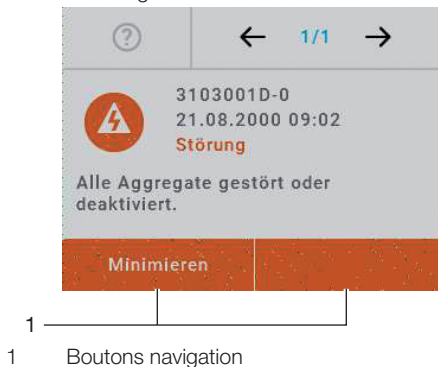 ?
1/1
3103001D-0
21.08.2000 09:02
Störung
Alle Aggregate gestört oder
deaktiviert.
Minimieren
1
1 Boutons navigation